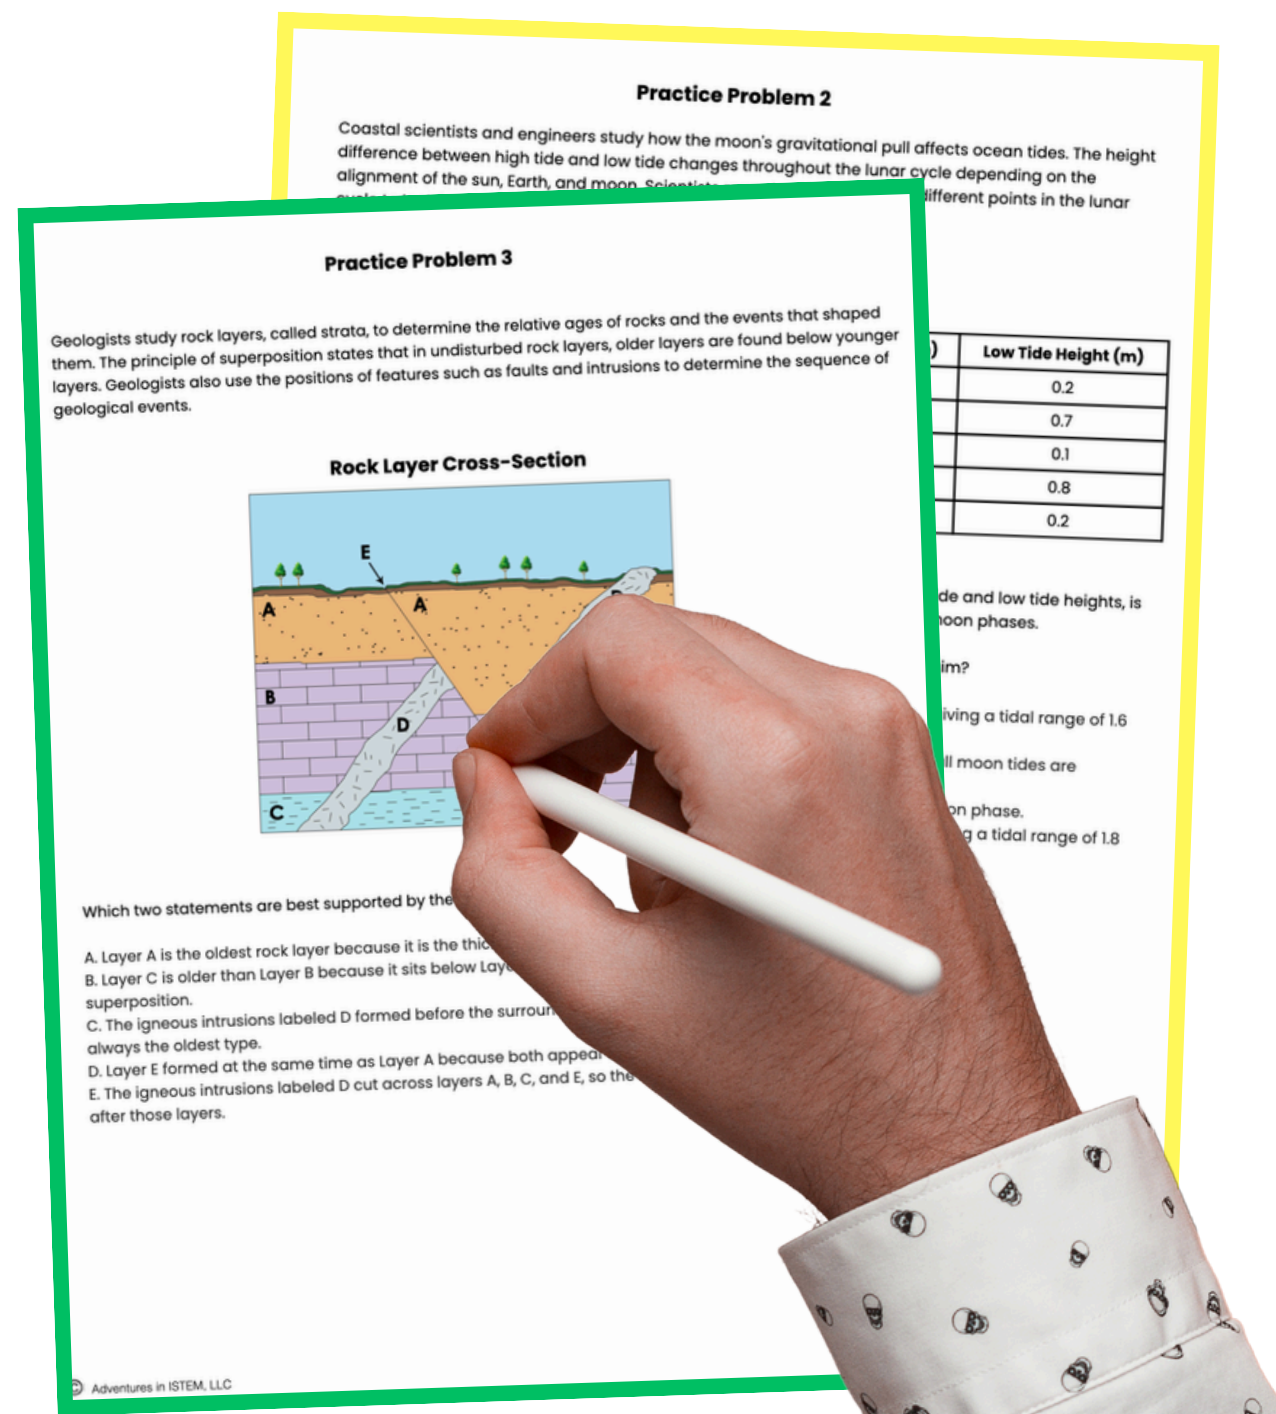 Practice Problem 2
Coastal scientists and engineers study how the moon's gravitational pull affects ocean tides. The height
difference between high tide and low tide changes throughout the lunar cycle depending on the
alignment of the sun, Earth, and moon. Scientists
different points in the lunar
) Low Tide Height (m)
0.2
0.7
0.1
0.8
0.2
de and low tide heights, is
oon phases.
im?
iving a tidal range of 1.6
ll moon tides are
on phase.
g a tidal range of 1.8
Practice Problem 3
Geologists study rock layers, called strata, to determine the relative ages of rocks and the events that shaped
them. The principle of superposition states that in undisturbed rock layers, older layers are found below younger
layers. Geologists also use the positions of features such as faults and intrusions to determine the sequence of
geological events.
Rock Layer Cross-Section
E
A
A
B
D
C
Which two statements are best supported by the
A. Layer A is the oldest rock layer because it is the thic
B. Layer C is older than Layer B because it sits below Laye
superposition.
C. The igneous intrusions labeled D formed before the surroun
always the oldest type.
D. Layer E formed at the same time as Layer A because both appear
E. The igneous intrusions labeled D cut across layers A, B, C, and E, so the
after those layers.
© Adventures in ISTEM, LLC